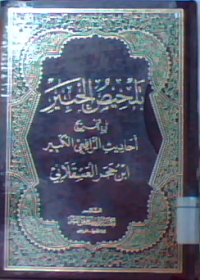 تلخيص الحبير
في تخريج
أحاديث الرافعي الكبير
ابن حجر العسقلاني